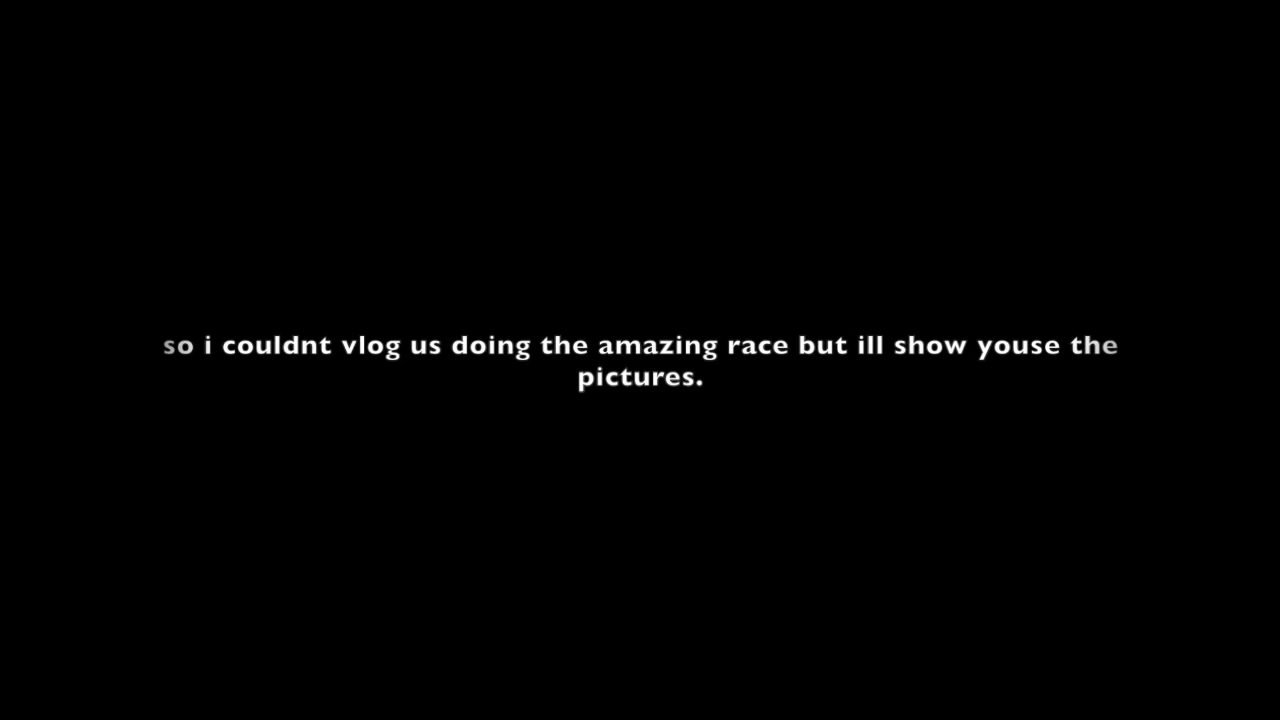 so i couldnt vlog us doing the amazing race but ill show youse the
pictures.